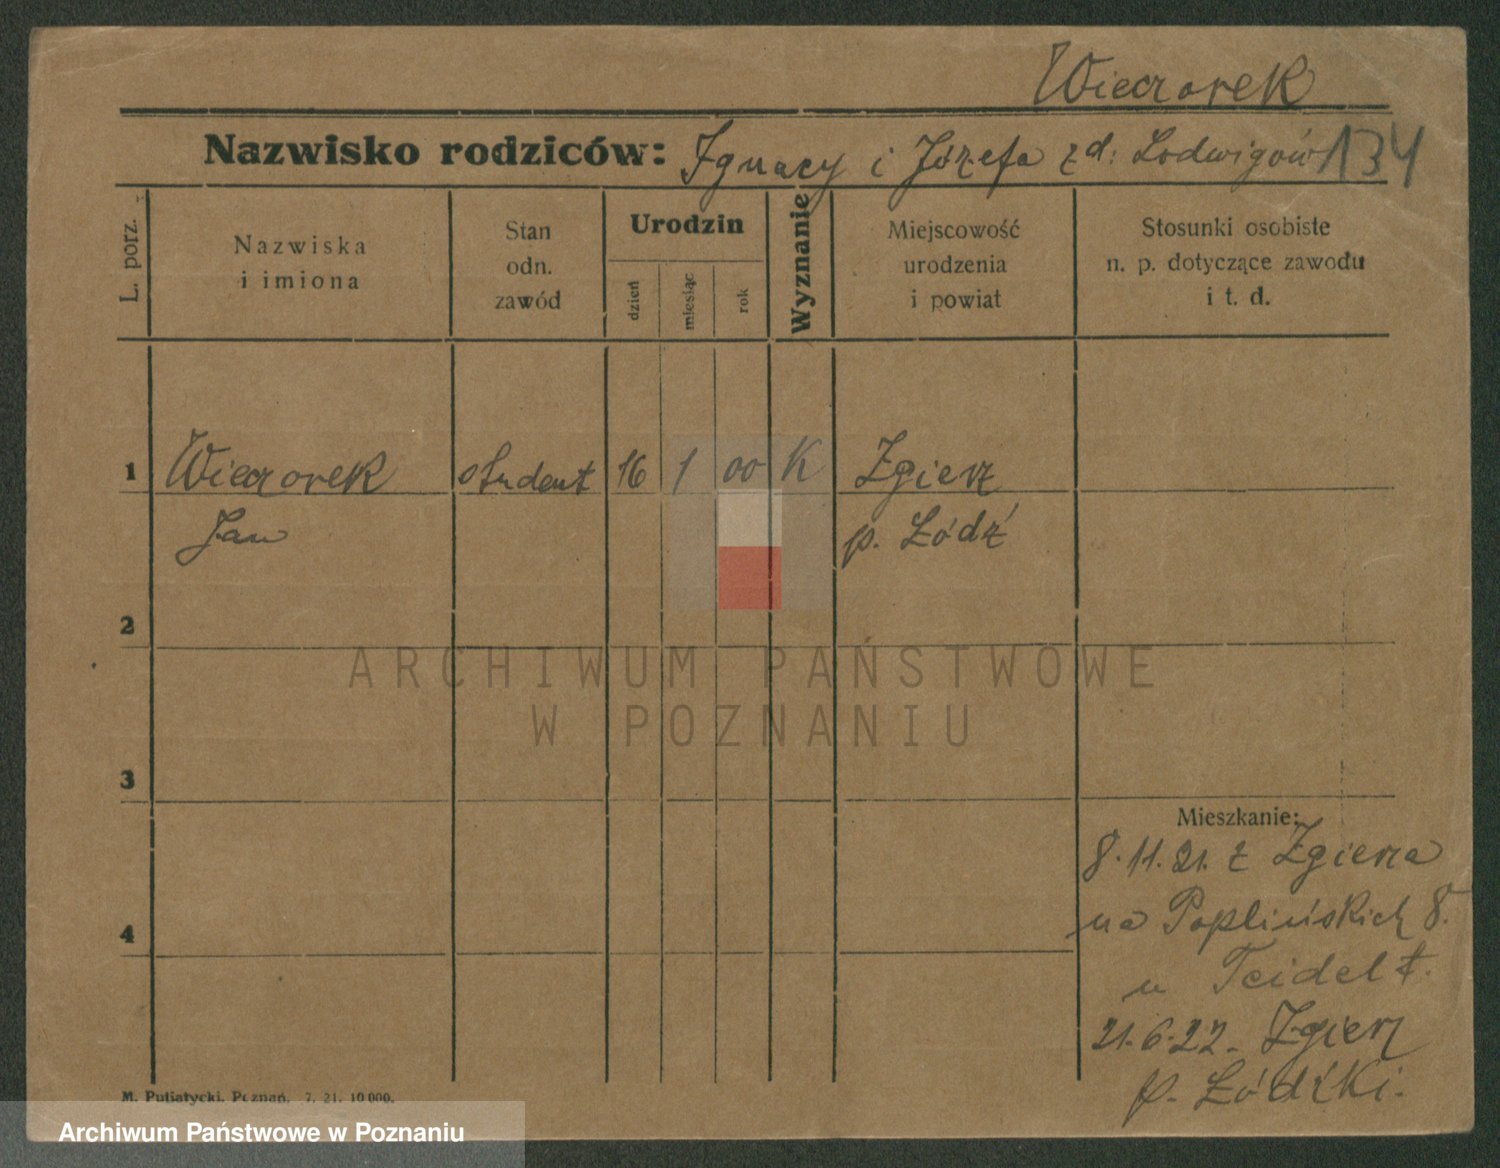 Wieczorek
Nazwisko rodziców: Ignacy i Józefa zd: Lodwigów 134
L. porz.
Nazwiska
i imiona
Stan
odn.
zawód
Urodzin
dzień
miesiąc
rok
Wyznanie
Miejscowość
urodzenia
i powiat
Stosunki osobiste
n. p. dotyczące zawodu
i t. d.
1 Wieczorek student 16 1 00 K Zgierz
Jan p. Łódź
2
ARCHIWUM PAŃSTWOWE
W POZNANIU
3
Mieszkanie:
8.11.21. z Zgierza
na Poplińskich 8.
4
u Teidelt.
21.6.22. Zgierz
p. Łódźki.
M. Putiatycki, Poznań. 7. 21. 10 000.
Archiwum Państwowe w Poznaniu